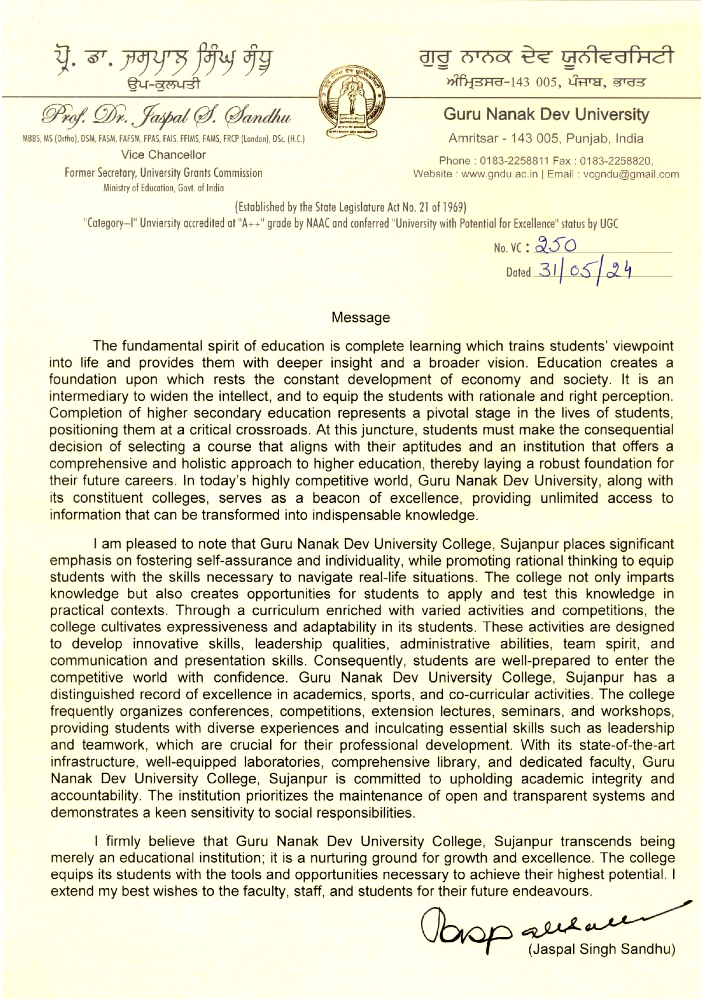 ਪ੍ਰੋ. ਡਾ. ਜਸਪਾਲ ਸਿੰਘ ਸੰਧੂ
ਉਪ-ਕੁਲਪਤੀ
ਗੁਰੂ ਨਾਨਕ ਦੇਵ ਯੂਨੀਵਰਸਿਟੀ
ਅੰਮ੍ਰਿਤਸਰ-143 005, ਪੰਜਾਬ, ਭਾਰਤ
Prof. Dr. Jaspal S. Sandhu
MBBS, MS (Ortho), DSM, FASM, FAFSM, FPAS, FAIS, FFIMS, FAMS, FRCP (London), DSc. (H.C.)
Vice Chancellor
Former Secretary, University Grants Commission
Ministry of Education, Govt. of India
Guru Nanak Dev University
Amritsar - 143 005, Punjab, India
Phone : 0183-2258811 Fax : 0183-2258820,
Website : www.gndu.ac.in | Email : vcgndu@gmail.com
(Established by the State Legislature Act No. 21 of 1969)
"Category–I" Unviersity accredited at "A++" grade by NAAC and conferred "University with Potential for Excellence" status by UGC
No. VC : 250
Dated 31/05/24
Message
The fundamental spirit of education is complete learning which trains students' viewpoint
into life and provides them with deeper insight and a broader vision. Education creates a
foundation upon which rests the constant development of economy and society. It is an
intermediary to widen the intellect, and to equip the students with rationale and right perception.
Completion of higher secondary education represents a pivotal stage in the lives of students,
positioning them at a critical crossroads. At this juncture, students must make the consequential
decision of selecting a course that aligns with their aptitudes and an institution that offers a
comprehensive and holistic approach to higher education, thereby laying a robust foundation for
their future careers. In today's highly competitive world, Guru Nanak Dev University, along with
its constituent colleges, serves as a beacon of excellence, providing unlimited access to
information that can be transformed into indispensable knowledge.
I am pleased to note that Guru Nanak Dev University College, Sujanpur places significant
emphasis on fostering self-assurance and individuality, while promoting rational thinking to equip
students with the skills necessary to navigate real-life situations. The college not only imparts
knowledge but also creates opportunities for students to apply and test this knowledge in
practical contexts. Through a curriculum enriched with varied activities and competitions, the
college cultivates expressiveness and adaptability in its students. These activities are designed
to develop innovative skills, leadership qualities, administrative abilities, team spirit, and
communication and presentation skills. Consequently, students are well-prepared to enter the
competitive world with confidence. Guru Nanak Dev University College, Sujanpur has a
distinguished record of excellence in academics, sports, and co-curricular activities. The college
frequently organizes conferences, competitions, extension lectures, seminars, and workshops,
providing students with diverse experiences and inculcating essential skills such as leadership
and teamwork, which are crucial for their professional development. With its state-of-the-art
infrastructure, well-equipped laboratories, comprehensive library, and dedicated faculty, Guru
Nanak Dev University College, Sujanpur is committed to upholding academic integrity and
accountability. The institution prioritizes the maintenance of open and transparent systems and
demonstrates a keen sensitivity to social responsibilities.
I firmly believe that Guru Nanak Dev University College, Sujanpur transcends being
merely an educational institution; it is a nurturing ground for growth and excellence. The college
equips its students with the tools and opportunities necessary to achieve their highest potential. I
extend my best wishes to the faculty, staff, and students for their future endeavours.
(Jaspal Singh Sandhu)